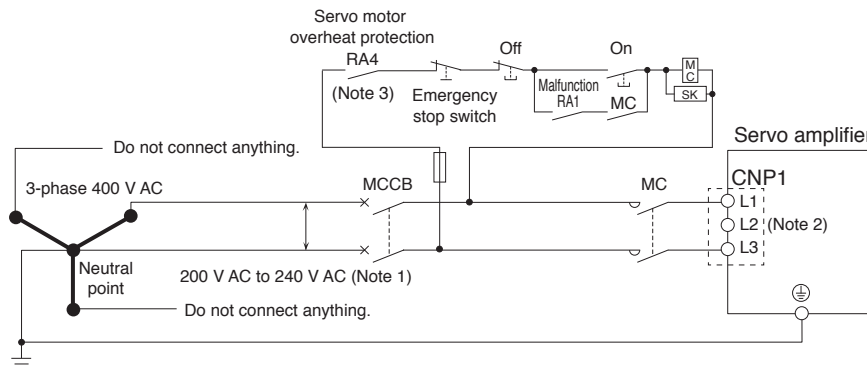 Servo motor
overheat protection
RA4
(Note 3)
Emergency
stop switch
Off
On
Malfunction
RA1
MC
M
C
SK
Servo amplifier
Do not connect anything.
3-phase 400 V AC
MCCB
MC
CNP1
L1
L2 (Note 2)
L3
Neutral
point
200 V AC to 240 V AC (Note 1)
Do not connect anything.